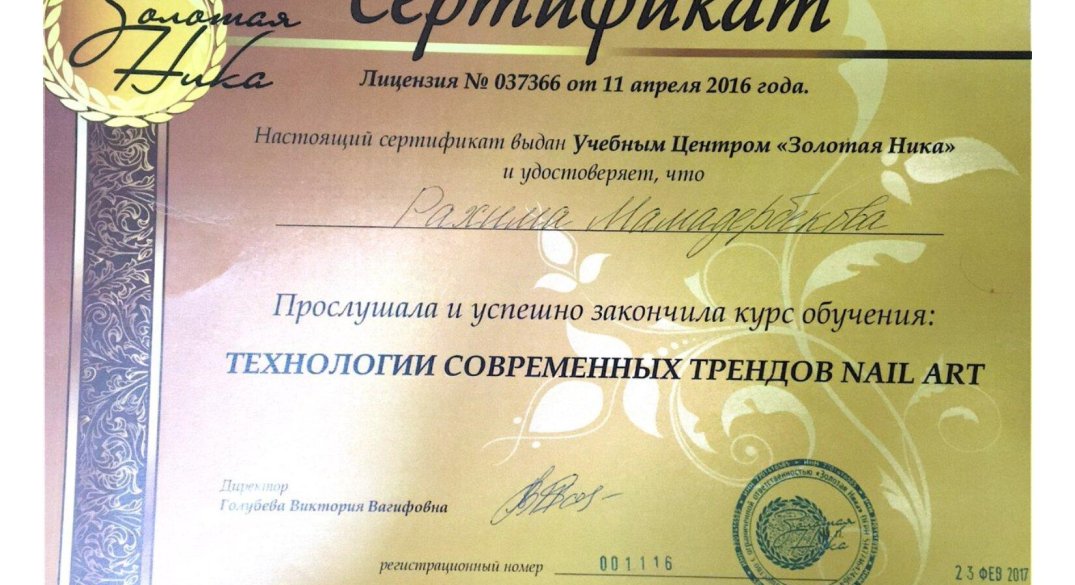 Золотая
Ника
Сертификат
Лицензия № 037366 от 11 апреля 2016 года.
Настоящий сертификат выдан Учебным Центром «Золотая Ника»
и удостоверяет, что
Рахима Мамадербекова
Прослушала и успешно закончила курс обучения:
ТЕХНОЛОГИИ СОВРЕМЕННЫХ ТРЕНДОВ NAIL ART
Директор
Голубева Виктория Вагифовна
регистрационный номер 001116
Золотая
Ника
23 ФЕВ 2017